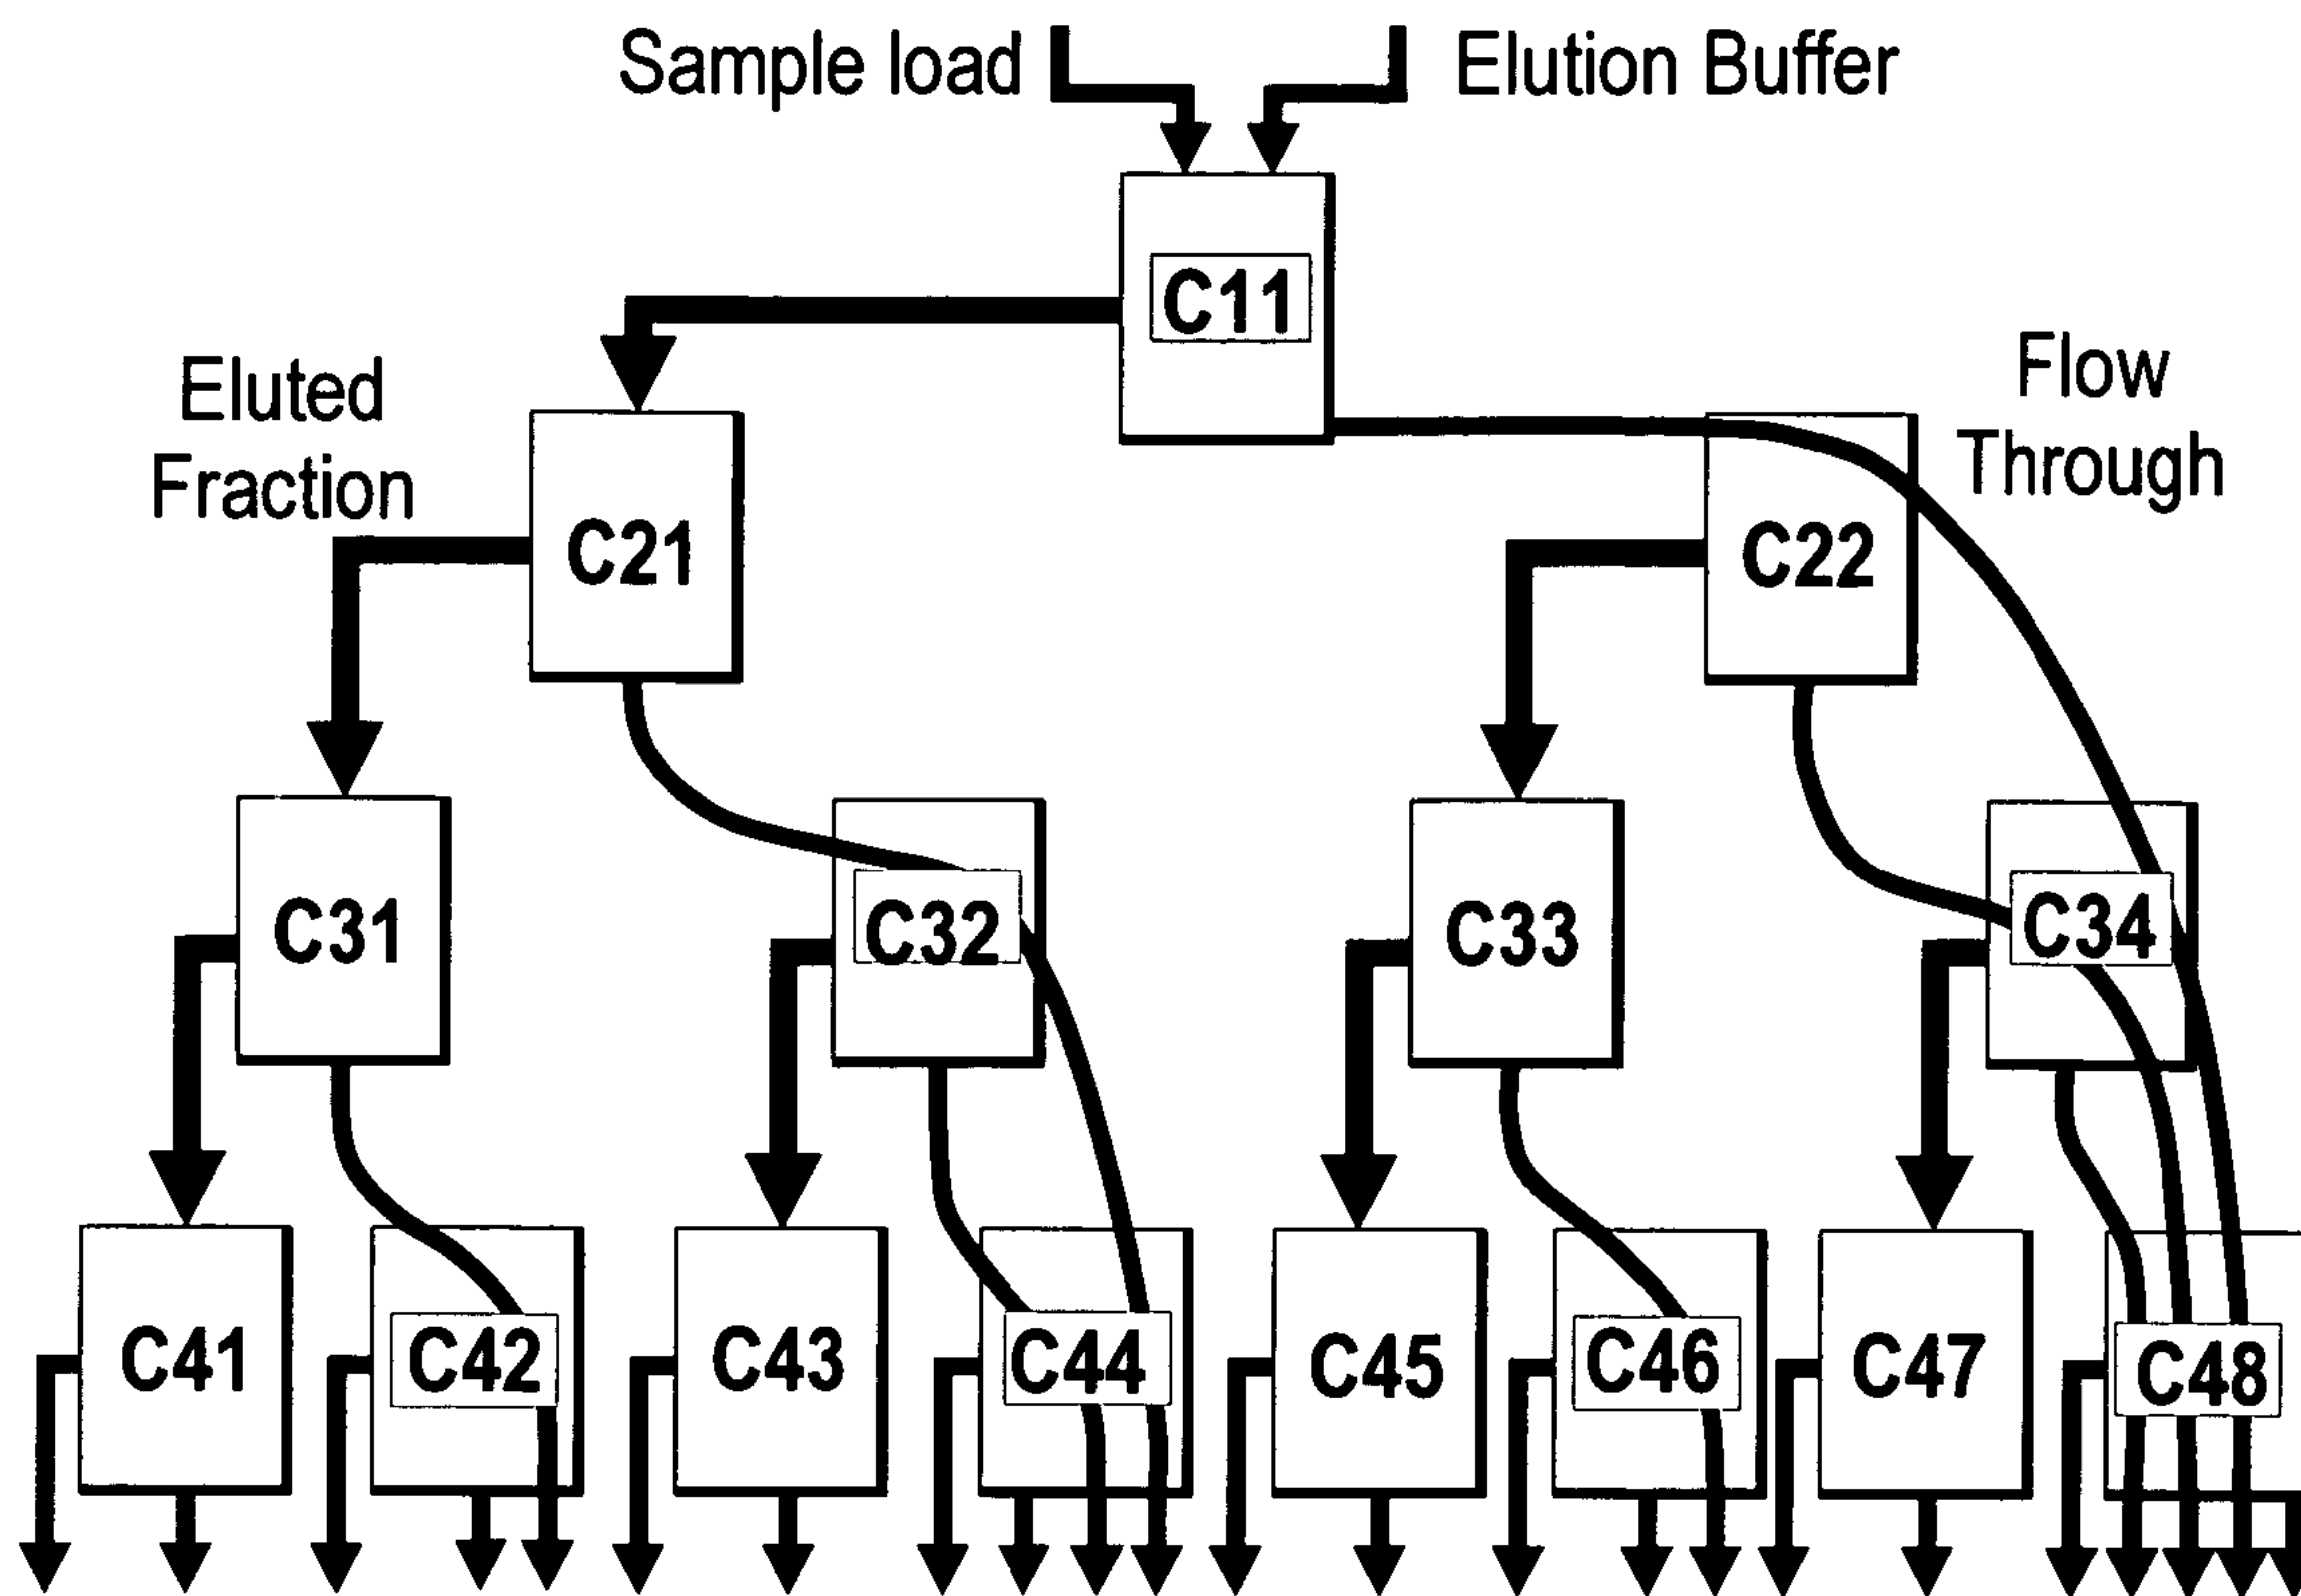 Sample load
Elution Buffer
C11
Eluted
Fraction
Flow
Through
C21
C22
C31
C32
C33
C34
C41
C42
C43
C44
C45
C46
C47
C48